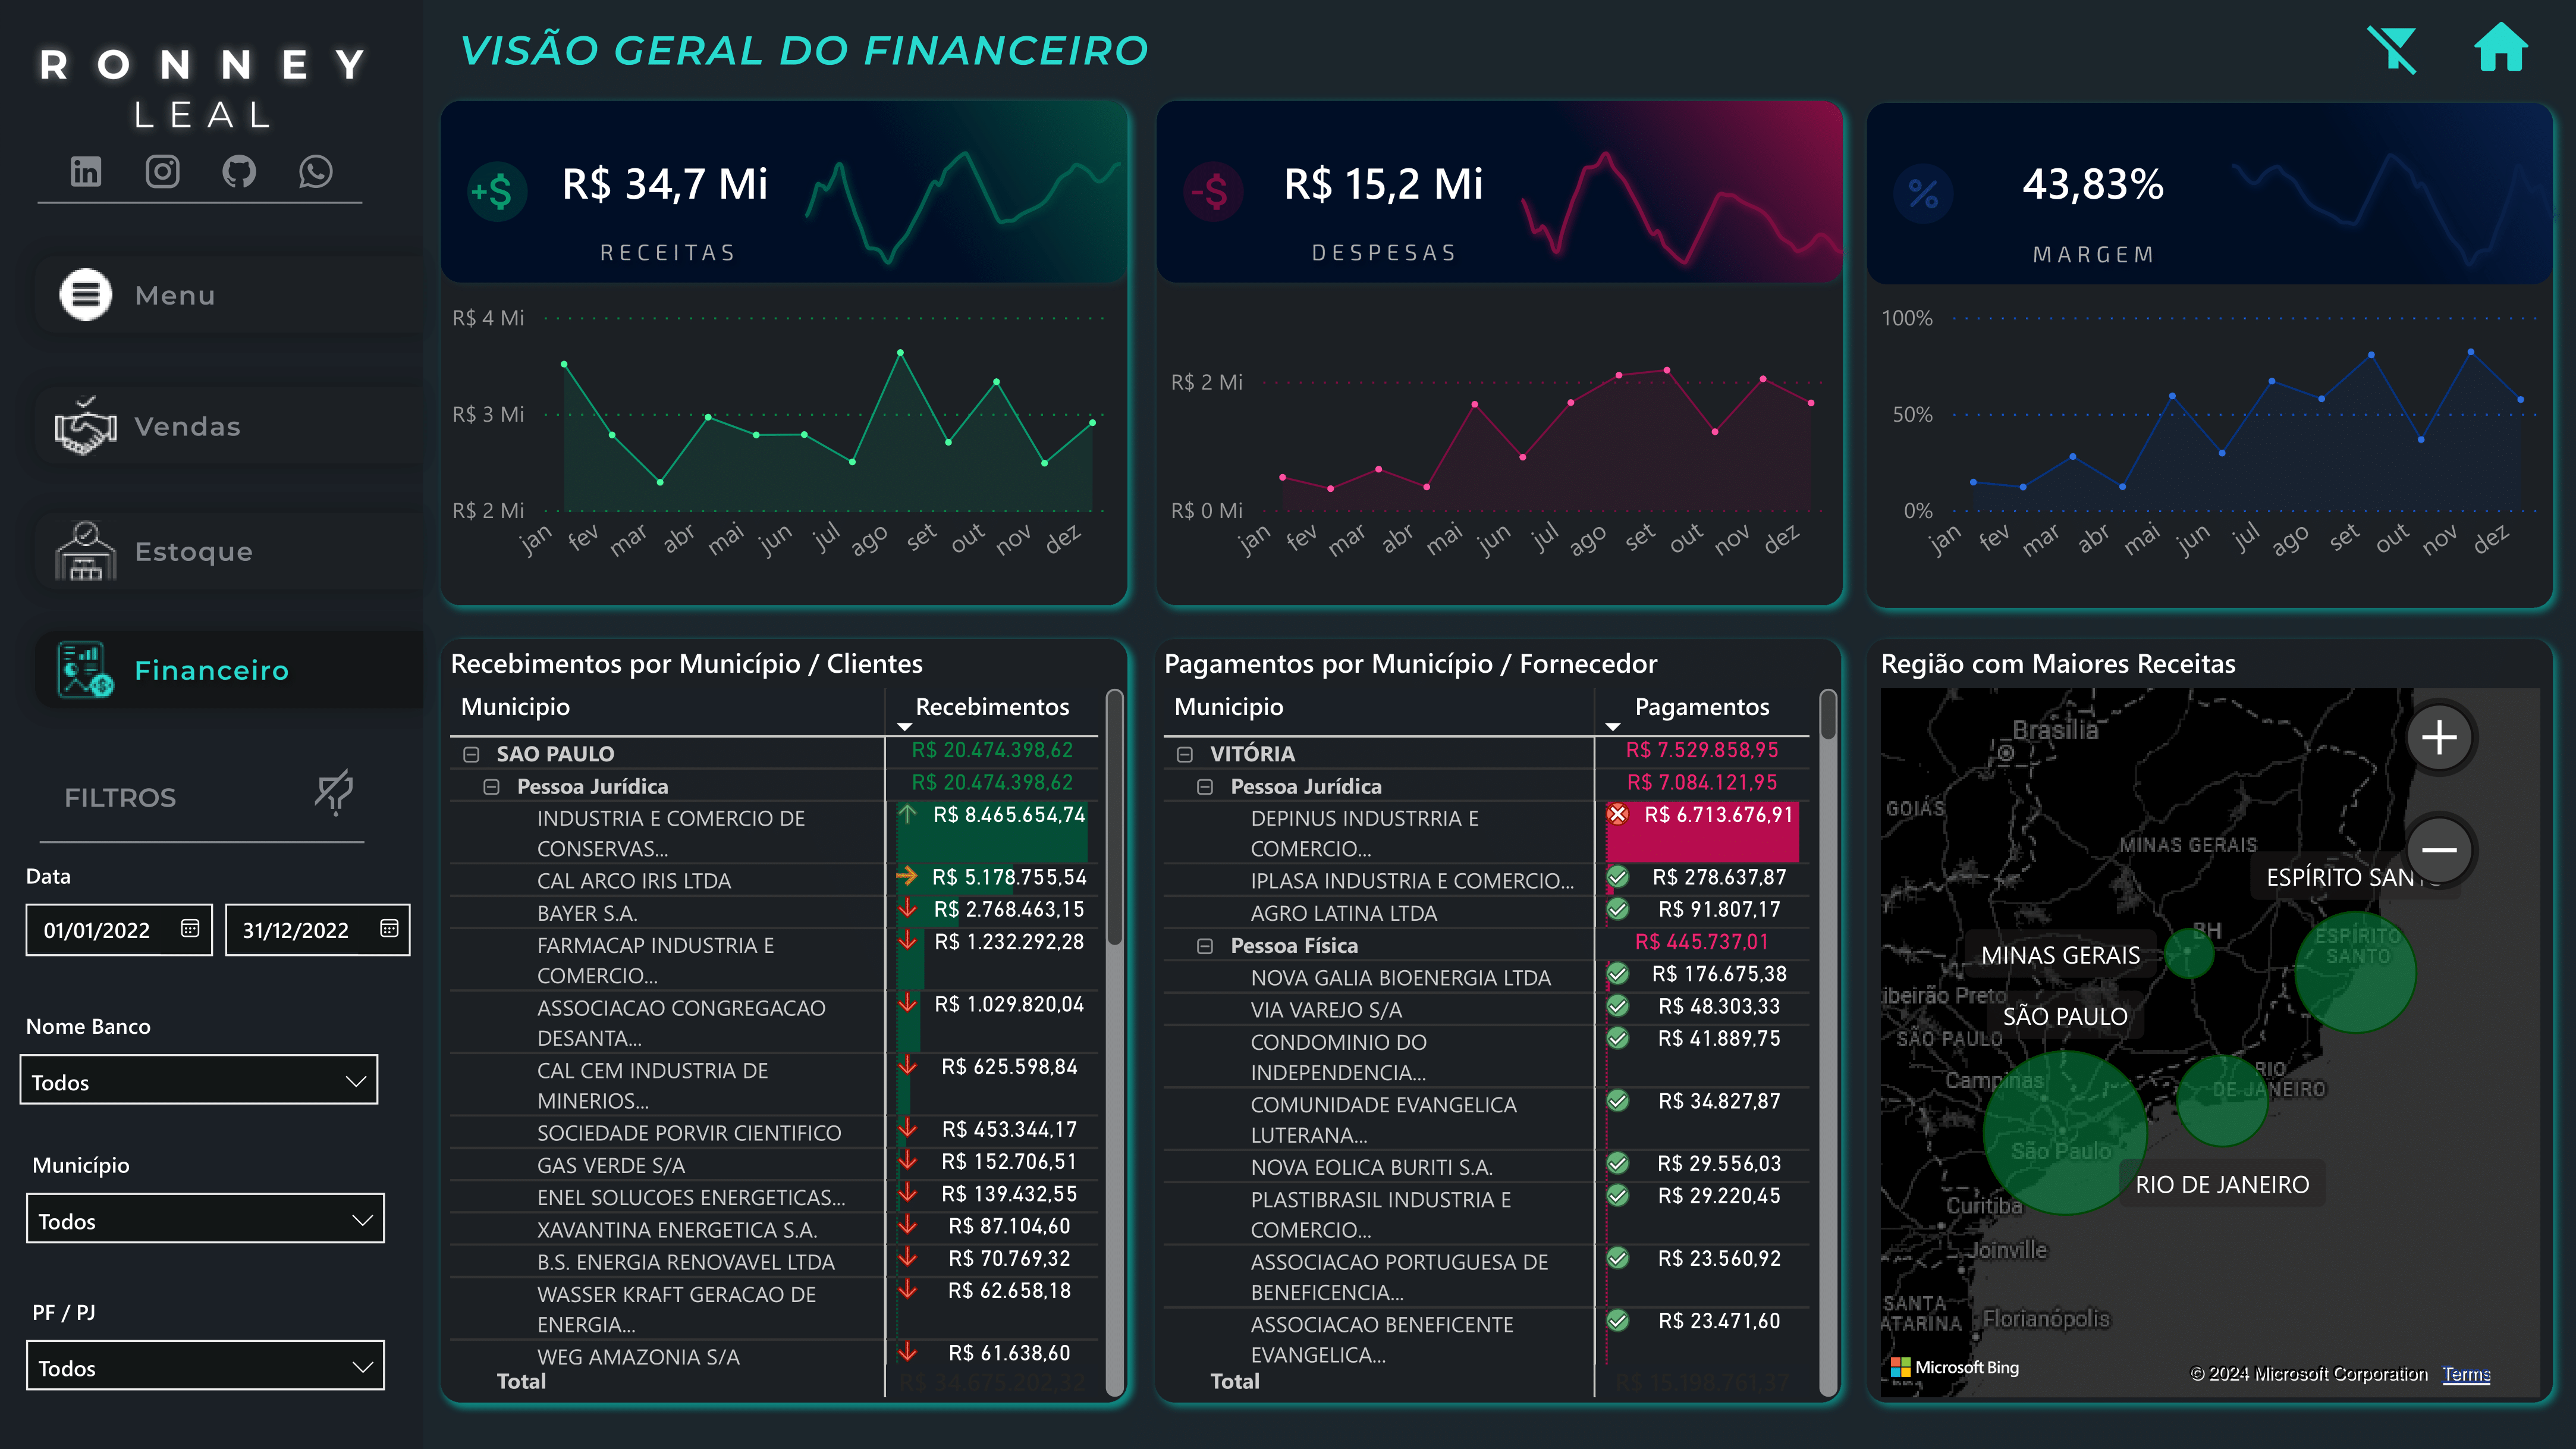 RONNEY
LEAL
Menu
Vendas
Estoque
Financeiro
FILTROS
Data
01/01/2022 31/12/2022
Nome Banco
Todos
Município
Todos
PF / PJ
Todos
VISÃO GERAL DO FINANCEIRO
+$ R$ 34,7 Mi
RECEITAS
R$ 4 Mi
R$ 3 Mi
R$ 2 Mi
jan fev mar abr mai jun jul ago set out nov dez
-$ R$ 15,2 Mi
DESPESAS
R$ 2 Mi
R$ 0 Mi
jan fev mar abr mai jun jul ago set out nov dez
% 43,83%
MARGEM
100%
50%
0%
jan fev mar abr mai jun jul ago set out nov dez
Recebimentos por Município / Clientes
Municipio Recebimentos
SAO PAULO R$ 20.474.398,62
Pessoa Jurídica R$ 20.474.398,62
INDUSTRIA E COMERCIO DE R$ 8.465.654,74
CONSERVAS...
CAL ARCO IRIS LTDA R$ 5.178.755,54
BAYER S.A. R$ 2.768.463,15
FARMACAP INDUSTRIA E R$ 1.232.292,28
COMERCIO...
ASSOCIACAO CONGREGACAO R$ 1.029.820,04
DESANTA...
CAL CEM INDUSTRIA DE R$ 625.598,84
MINERIOS...
SOCIEDADE PORVIR CIENTIFICO R$ 453.344,17
GAS VERDE S/A R$ 152.706,51
ENEL SOLUCOES ENERGETICAS... R$ 139.432,55
XAVANTINA ENERGETICA S.A. R$ 87.104,60
B.S. ENERGIA RENOVAVEL LTDA R$ 70.769,32
WASSER KRAFT GERACAO DE R$ 62.658,18
ENERGIA...
WEG AMAZONIA S/A R$ 61.638,60
Total R$ 34.675.202,32
Pagamentos por Município / Fornecedor
Municipio Pagamentos
VITÓRIA R$ 7.529.858,95
Pessoa Jurídica R$ 7.084.121,95
DEPINUS INDUSTRRIA E R$ 6.713.676,91
COMERCIO...
IPLASA INDUSTRIA E COMERCIO... R$ 278.637,87
AGRO LATINA LTDA R$ 91.807,17
Pessoa Física R$ 445.737,01
NOVA GALIA BIOENERGIA LTDA R$ 176.675,38
VIA VAREJO S/A R$ 48.303,33
CONDOMINIO DO R$ 41.889,75
INDEPENDENCIA...
COMUNIDADE EVANGELICA R$ 34.827,87
LUTERANA...
NOVA EOLICA BURITI S.A. R$ 29.556,03
PLASTIBRASIL INDUSTRIA E R$ 29.220,45
COMERCIO...
ASSOCIACAO PORTUGUESA DE R$ 23.560,92
BENEFICENCIA...
ASSOCIACAO BENEFICENTE R$ 23.471,60
EVANGELICA...
Total R$ 15.198.761,37
Região com Maiores Receitas
Brasília
GOIÁS
MINAS GERAIS
ESPÍRITO SANTO
BH
ESPÍRITO
SANTO
MINAS GERAIS
ibeirão Preto
SÃO PAULO
SÃO PAULO
RIO
DE JANEIRO
Campinas
São Paulo
RIO DE JANEIRO
Curitiba
Joinville
SANTA
ATARINA
Florianópolis
Microsoft Bing
© 2024 Microsoft Corporation Terms